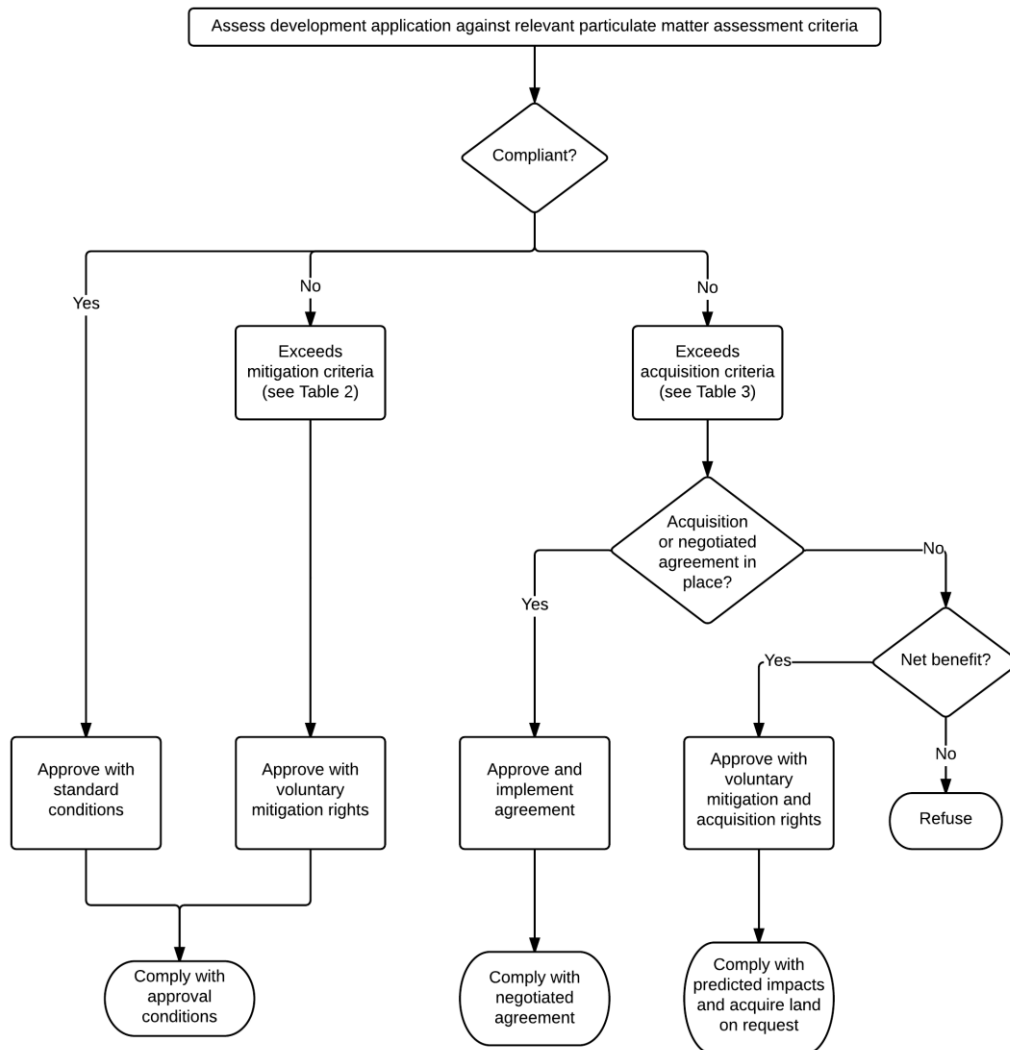 Assess development application against relevant particulate matter assessment criteria
Compliant?
Yes
No
No
Exceeds
mitigation criteria
(see Table 2)
Exceeds
acquisition criteria
(see Table 3)
Acquisition
or negotiated
agreement in
place?
Yes
No
Net benefit?
Yes
No
Approve with
standard
conditions
Approve with
voluntary
mitigation rights
Approve and
implement
agreement
Approve with
voluntary
mitigation and
acquisition rights
Refuse
Comply with
approval
conditions
Comply with
negotiated
agreement
Comply with
predicted impacts
and acquire land
on request